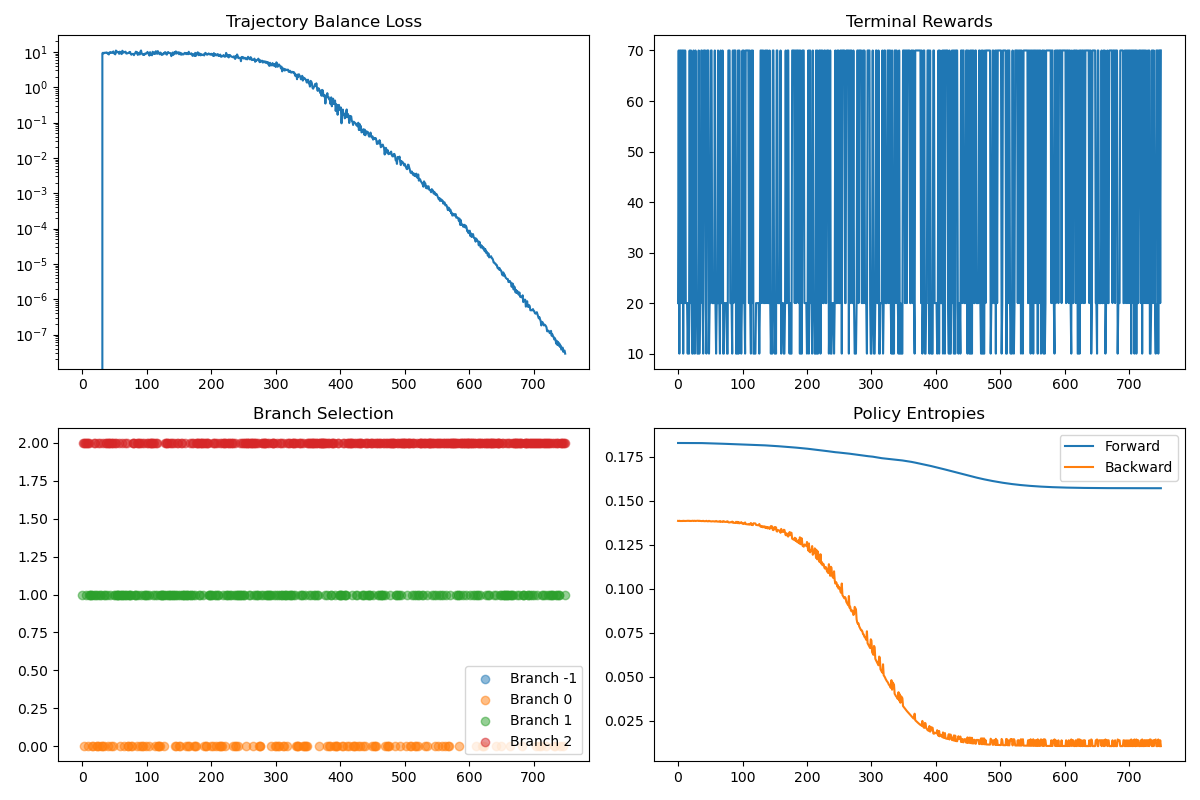 Trajectory Balance Loss
10^1
10^0
10^-1
10^-2
10^-3
10^-4
10^-5
10^-6
10^-7
0 100 200 300 400 500 600 700
Terminal Rewards
70
60
50
40
30
20
10
0 100 200 300 400 500 600 700
Branch Selection
2.00
1.75
1.50
1.25
1.00
0.75
0.50
0.25
0.00
Branch -1
Branch 0
Branch 1
Branch 2
0 100 200 300 400 500 600 700
Policy Entropies
0.175
0.150
0.125
0.100
0.075
0.050
0.025
Forward
Backward
0 100 200 300 400 500 600 700